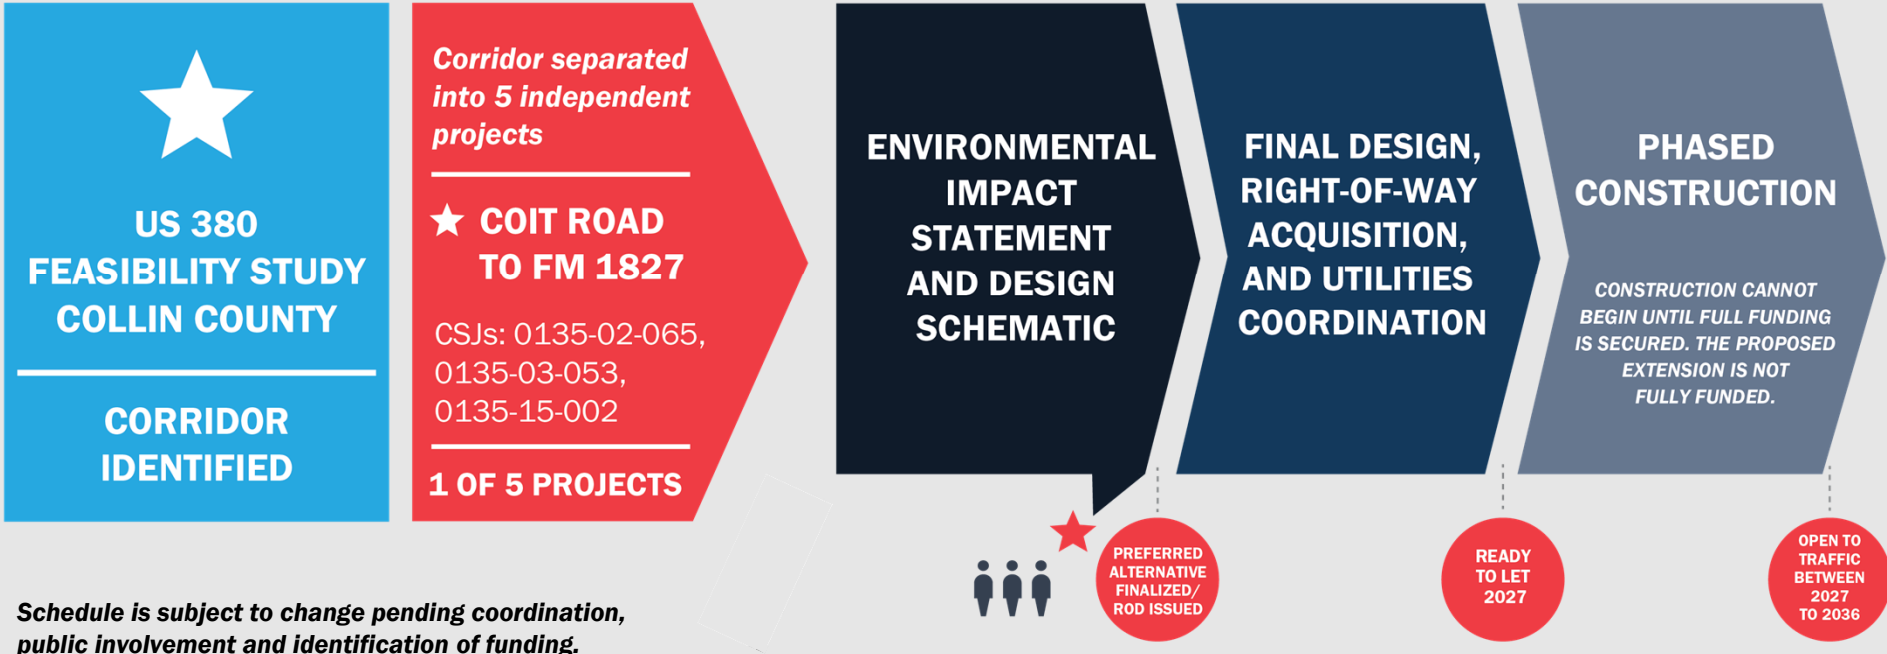 US 380
FEASIBILITY STUDY
COLLIN COUNTY
CORRIDOR
IDENTIFIED
Corridor separated
into 5 independent
projects
COIT ROAD
TO FM 1827
CSJs: 0135-02-065,
0135-03-053,
0135-15-002
1 OF 5 PROJECTS
ENVIRONMENTAL
IMPACT
STATEMENT
AND DESIGN
SCHEMATIC
FINAL DESIGN,
RIGHT-OF-WAY
ACQUISITION,
AND UTILITIES
COORDINATION
PHASED
CONSTRUCTION
CONSTRUCTION CANNOT
BEGIN UNTIL FULL FUNDING
IS SECURED. THE PROPOSED
EXTENSION IS NOT
FULLY FUNDED.
PREFERRED
ALTERNATIVE
FINALIZED/
ROD ISSUED
READY
TO LET
2027
OPEN TO
TRAFFIC
BETWEEN
2027
TO 2036
Schedule is subject to change pending coordination,
public involvement and identification of funding.